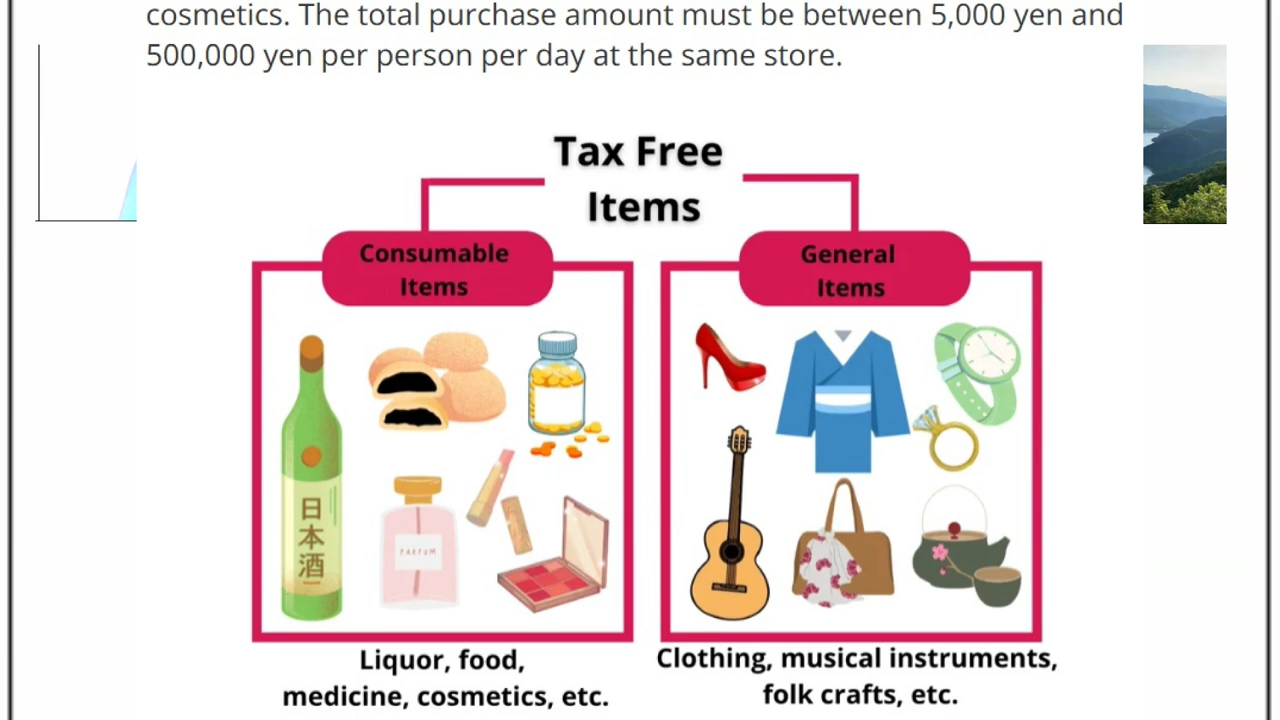 cosmetics. The total purchase amount must be between 5,000 yen and
500,000 yen per person per day at the same store.
Tax Free
Items
Consumable
Items
General
Items
日
本
酒
PARFUM
Liquor, food,
medicine, cosmetics, etc.
Clothing, musical instruments,
folk crafts, etc.